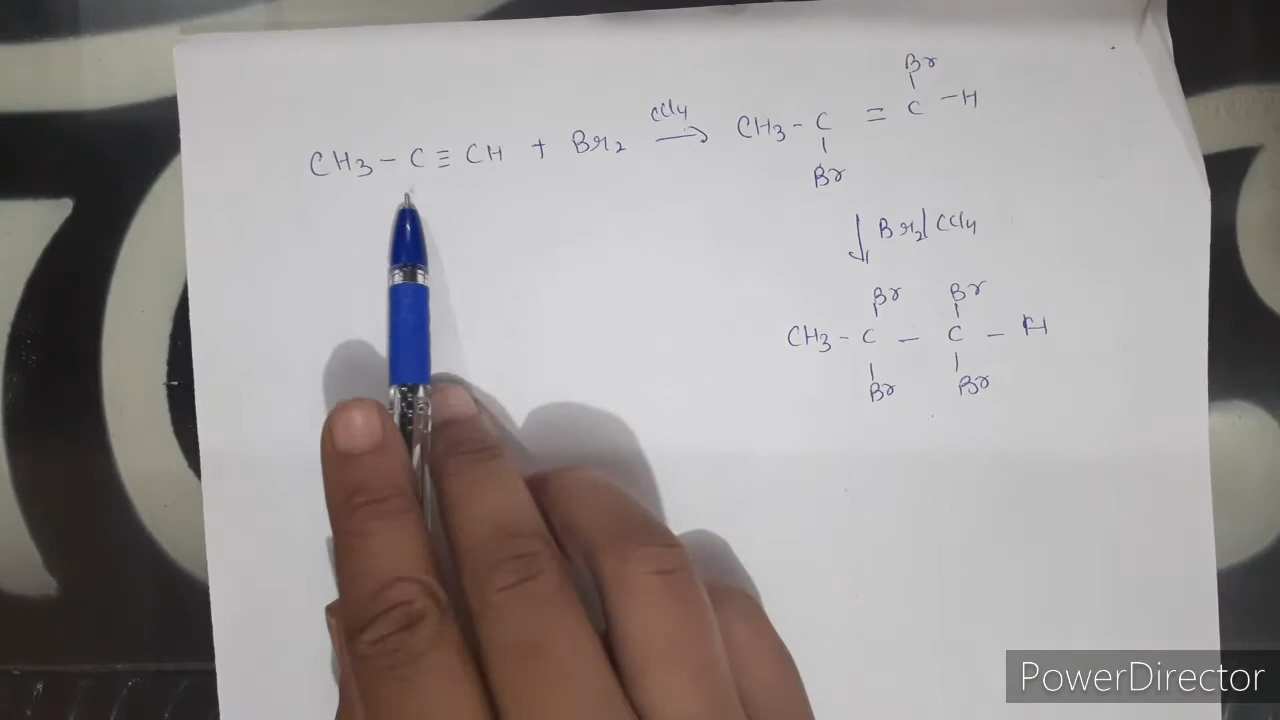 CH3 - C ≡ CH + Br2 CCl4 → CH3 - C = C - H
Br
Br
↓ Br2 | CCl4
Br Br
CH3 - C - C - H
Br Br
PowerDirector